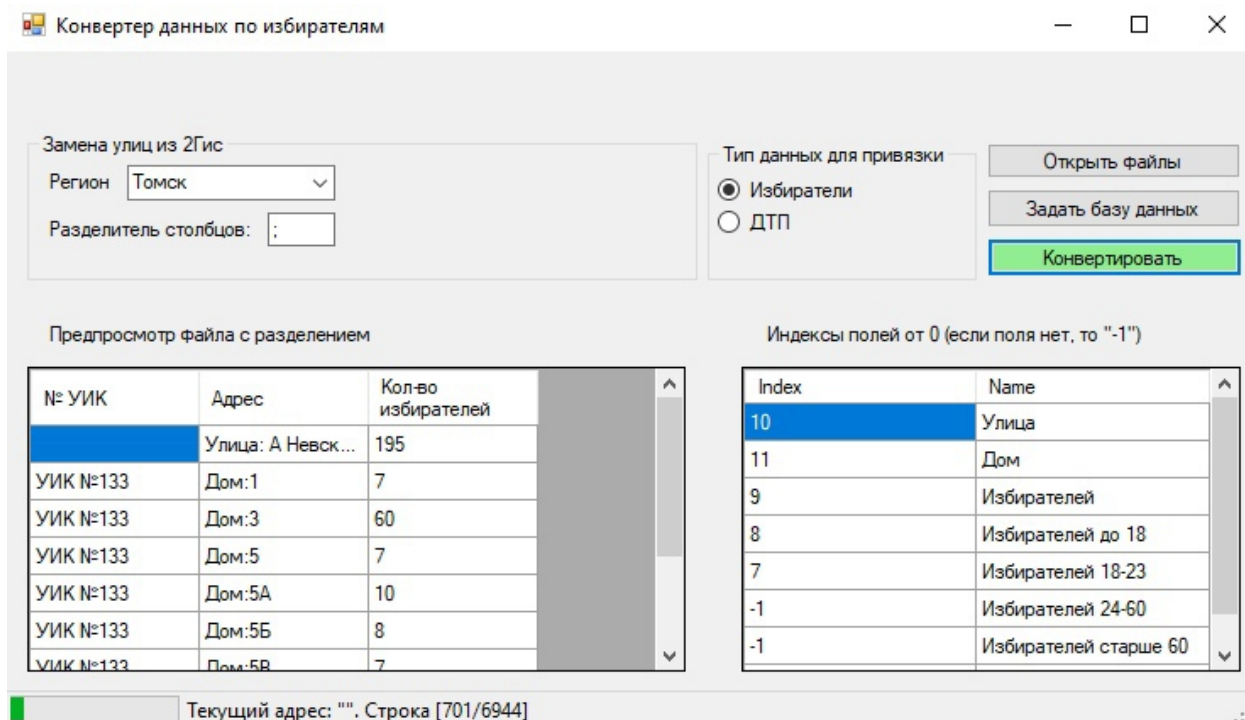 Конвертер данных по избирателям
Замена улиц из 2Гис
Регион Томск
Разделитель столбцов: ;
Тип данных для привязки
Избиратели
ДТП
Открыть файлы
Задать базу данных
Конвертировать
Предпросмотр файла с разделением
№ УИК Адрес Кол-во
избирателей
Улица: А Невск... 195
УИК №133 Дом:1 7
УИК №133 Дом:3 60
УИК №133 Дом:5 7
УИК №133 Дом:5А 10
УИК №133 Дом:5Б 8
УИК №133 Дом:5В 7
Индексы полей от 0 (если поля нет, то "-1")
Index Name
10 Улица
11 Дом
9 Избирателей
8 Избирателей до 18
7 Избирателей 18-23
-1 Избирателей 24-60
-1 Избирателей старше 60
Текущий адрес: "". Строка [701/6944]